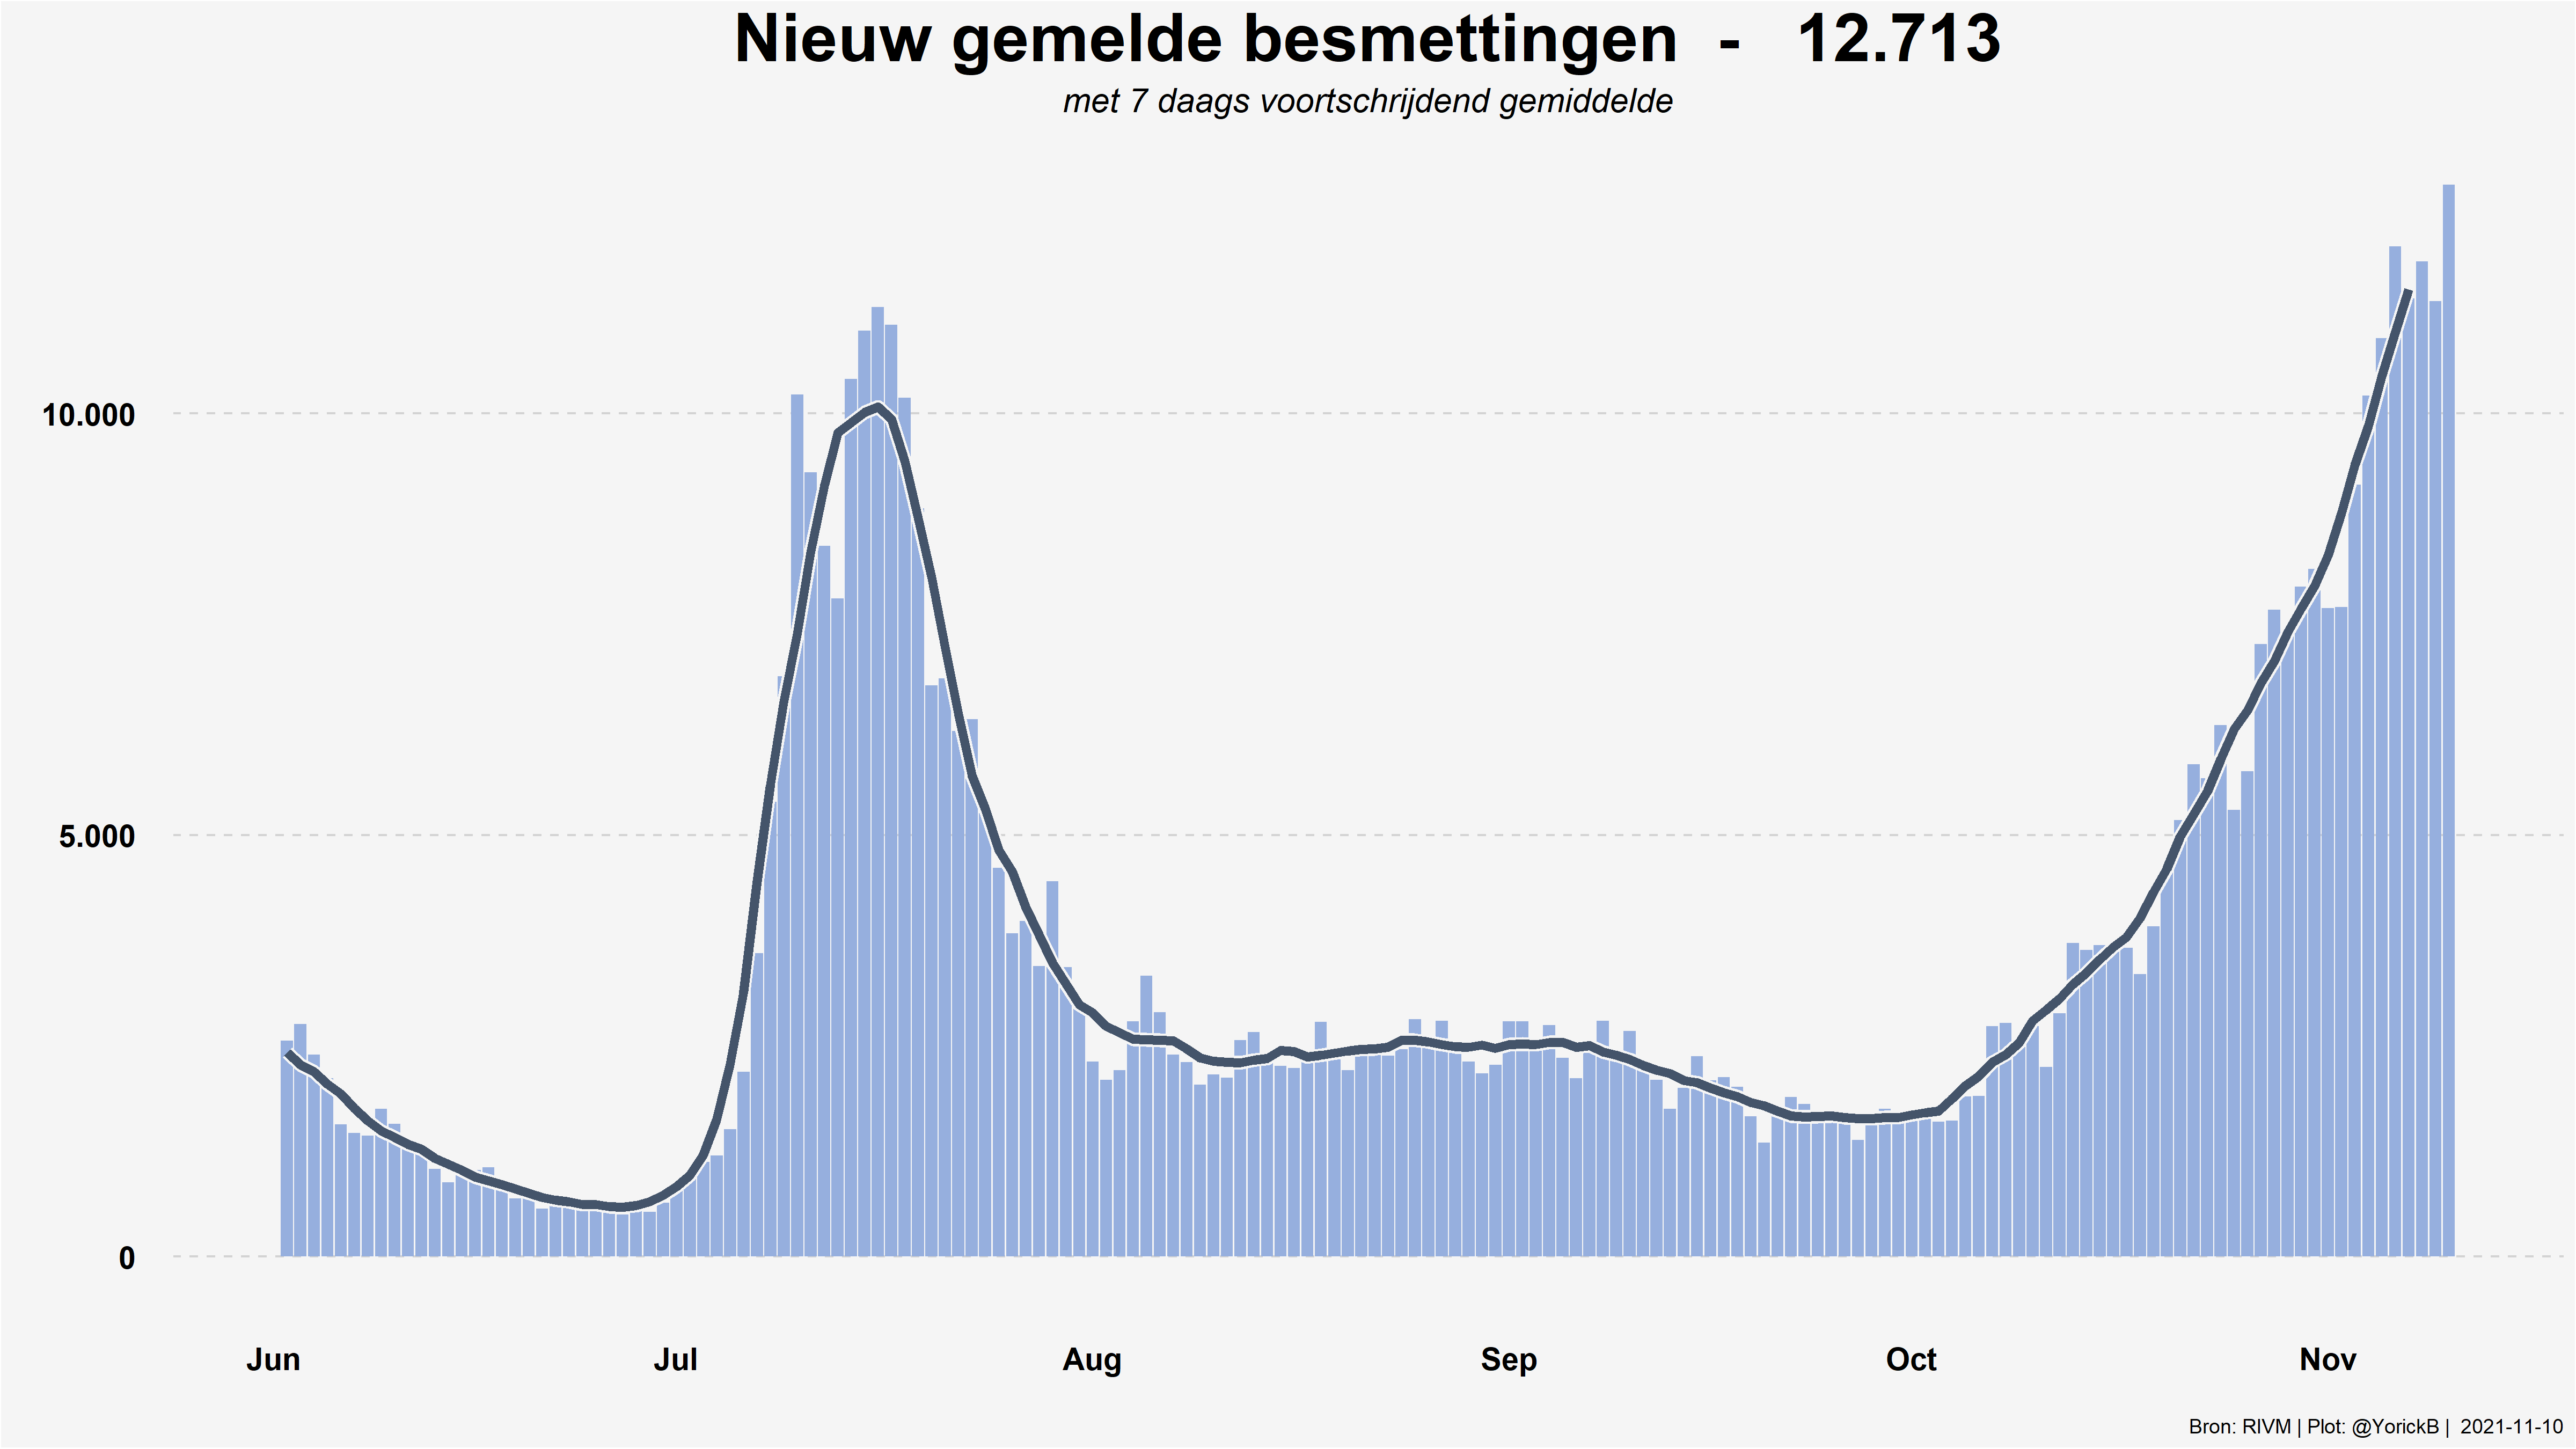 Nieuw gemelde besmettingen - 12.713
met 7 daags voortschrijdend gemiddelde
10.000
5.000
0
Jun Jul Aug Sep Oct Nov
Bron: RIVM | Plot: @YorickB | 2021-11-10